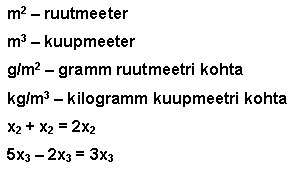 m² – ruutmeeter
m³ – kuupmeeter
g/m² – gramm ruutmeetri kohta
kg/m³ – kilogramm kuupmeetri kohta
x₂ + x₂ = 2x₂
5x₃ – 2x₃ = 3x₃